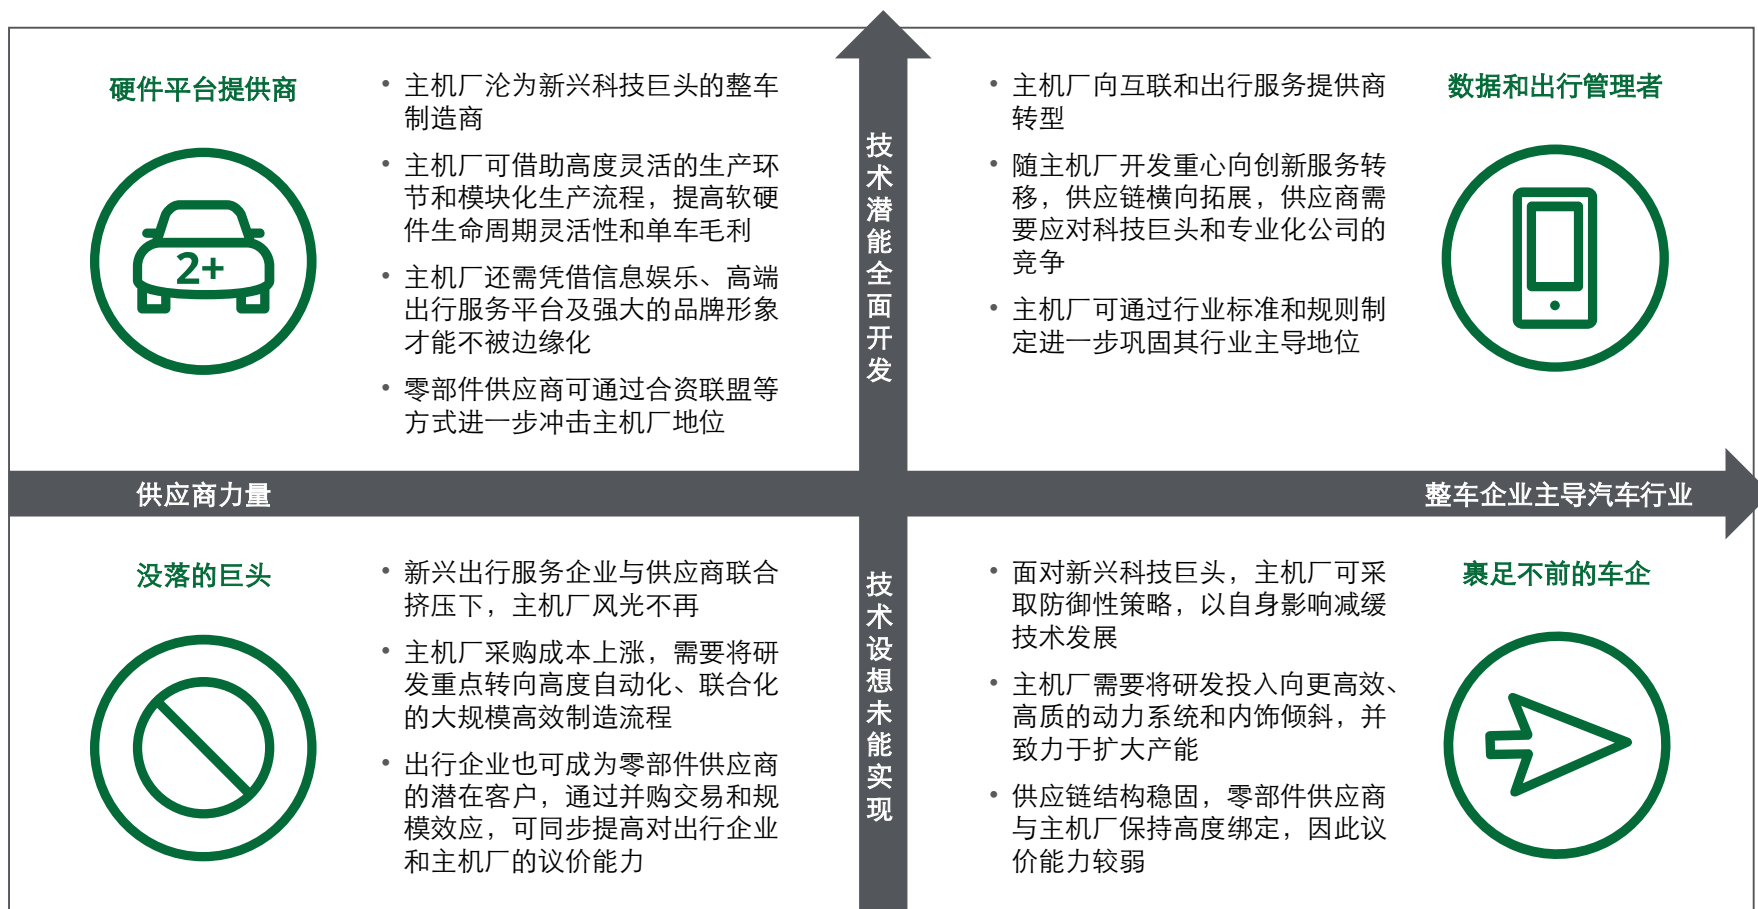 硬件平台提供商
• 主机厂沦为新兴科技巨头的整车
制造商
• 主机厂可借助高度灵活的生产环
节和模块化生产流程，提高软硬
件生命周期灵活性和单车毛利
• 主机厂还需凭借信息娱乐、高端
出行服务平台及强大的品牌形象
才能不被边缘化
• 零部件供应商可通过合资联盟等
方式进一步冲击主机厂地位
2+
技术潜能全面开发
• 主机厂向互联和出行服务提供商
转型
• 随主机厂开发重心向创新服务转
移，供应链横向拓展，供应商需
要应对科技巨头和专业化公司的
竞争
• 主机厂可通过行业标准和规则制
定进一步巩固其行业主导地位
数据和出行管理者
供应商力量
整车企业主导汽车行业
没落的巨头
• 新兴出行服务企业与供应商联合
挤压下，主机厂风光不再
• 主机厂采购成本上涨，需要将研
发重点转向高度自动化、联合化
的大规模高效制造流程
• 出行企业也可成为零部件供应商
的潜在客户，通过并购交易和规
模效应，可同步提高对出行企业
和主机厂的议价能力
技术设想未能实现
• 面对新兴科技巨头，主机厂可采
取防御性策略，以自身影响减缓
技术发展
• 主机厂需要将研发投入向更高效、
高质的动力系统和内饰倾斜，并
致力于扩大产能
• 供应链结构稳固，零部件供应商
与主机厂保持高度绑定，因此议
价能力较弱
裹足不前的车企